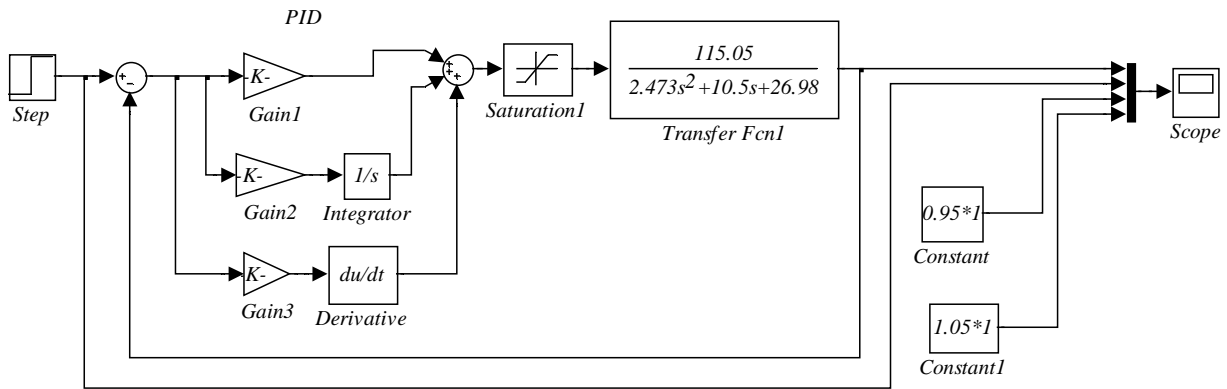 PID
Step
+
−
-K-
Gain1
+
+
+
Saturation1
115.05
2.473s²+10.5s+26.98
Transfer Fcn1
Scope
-K-
Gain2
1/s
Integrator
0.95*1
Constant
-K-
Gain3
du/dt
Derivative
1.05*1
Constant1